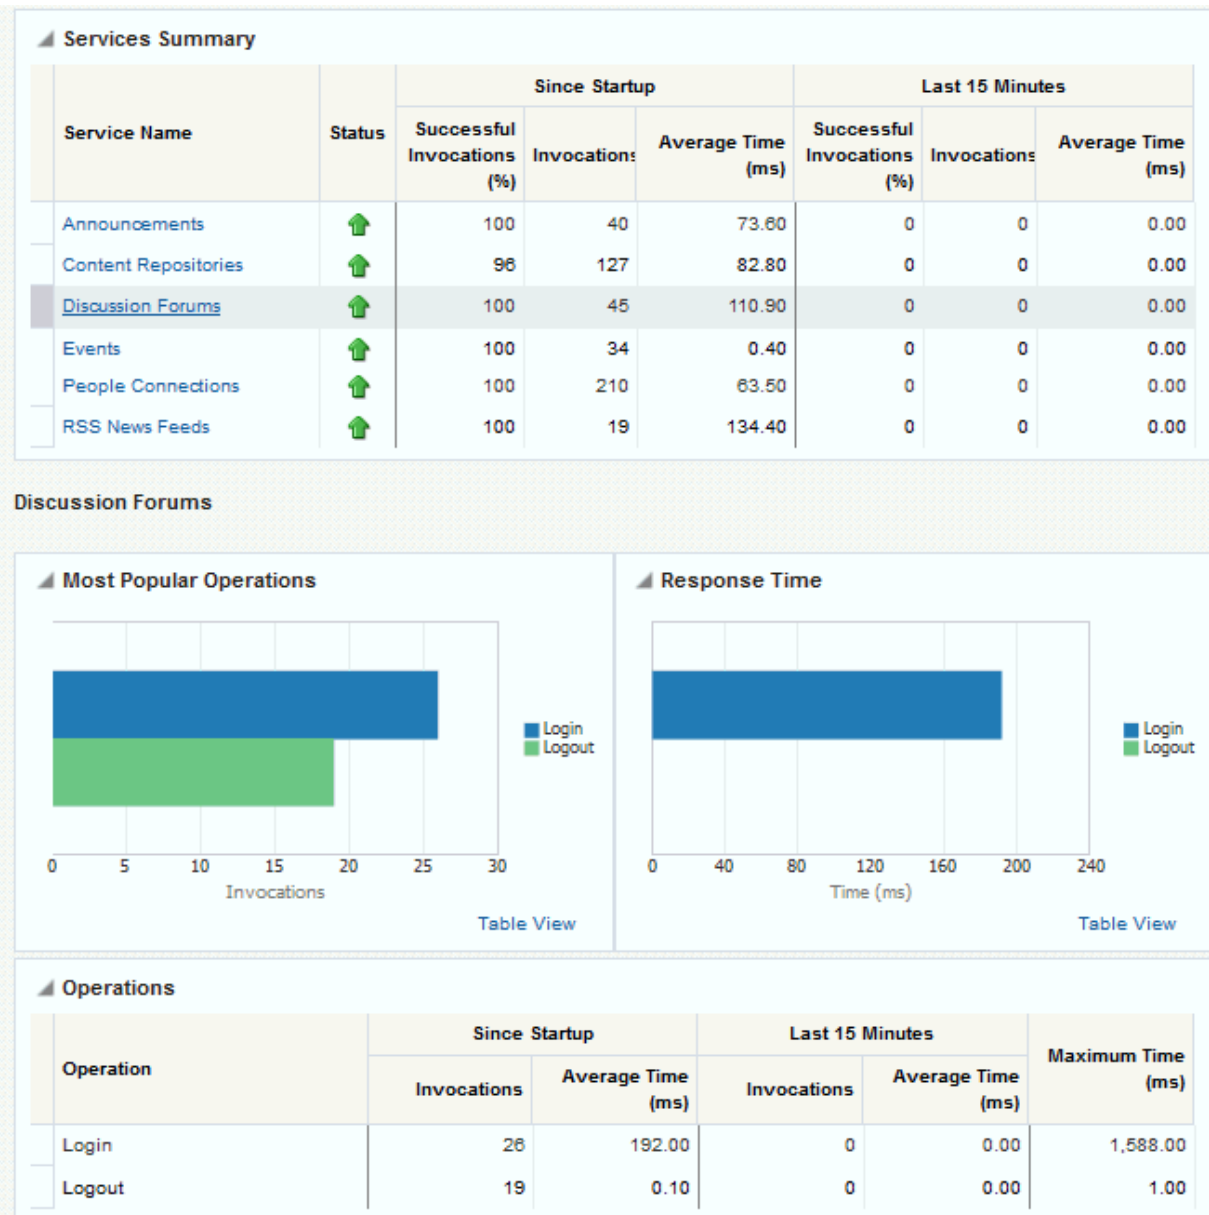 Services Summary
Since Startup Last 15 Minutes
Service Name Status Successful Invocations (%) Invocations Average Time (ms) Successful Invocations (%) Invocations Average Time (ms)
Announcements 100 40 73.60 0 0 0.00
Content Repositories 96 127 82.80 0 0 0.00
Discussion Forums 100 45 110.90 0 0 0.00
Events 100 34 0.40 0 0 0.00
People Connections 100 210 63.50 0 0 0.00
RSS News Feeds 100 19 134.40 0 0 0.00
Discussion Forums
Most Popular Operations
Login
Logout
0 5 10 15 20 25 30
Invocations
Table View
Response Time
Login
Logout
0 40 80 120 160 200 240
Time (ms)
Table View
Operations
Since Startup Last 15 Minutes
Operation Invocations Average Time (ms) Invocations Average Time (ms) Maximum Time (ms)
Login 26 192.00 0 0.00 1,588.00
Logout 19 0.10 0 0.00 1.00